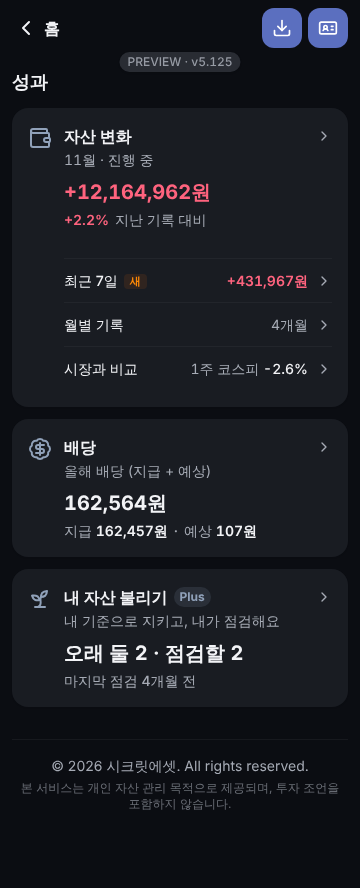 홈
PREVIEW · v5.125
성과
자산 변화
11월 · 진행 중
+12,164,962원
+2.2% 지난 기록 대비
최근 7일 새 +431,967원
월별 기록 4개월
시장과 비교 1주 코스피 -2.6%
배당
올해 배당 (지급 + 예상)
162,564원
지급 162,457원 · 예상 107원
내 자산 불리기 Plus
내 기준으로 지키고, 내가 점검해요
오래 둘 2 · 점검할 2
마지막 점검 4개월 전
© 2026 시크릿에셋. All rights reserved.
본 서비스는 개인 자산 관리 목적으로 제공되며, 투자 조언을
포함하지 않습니다.